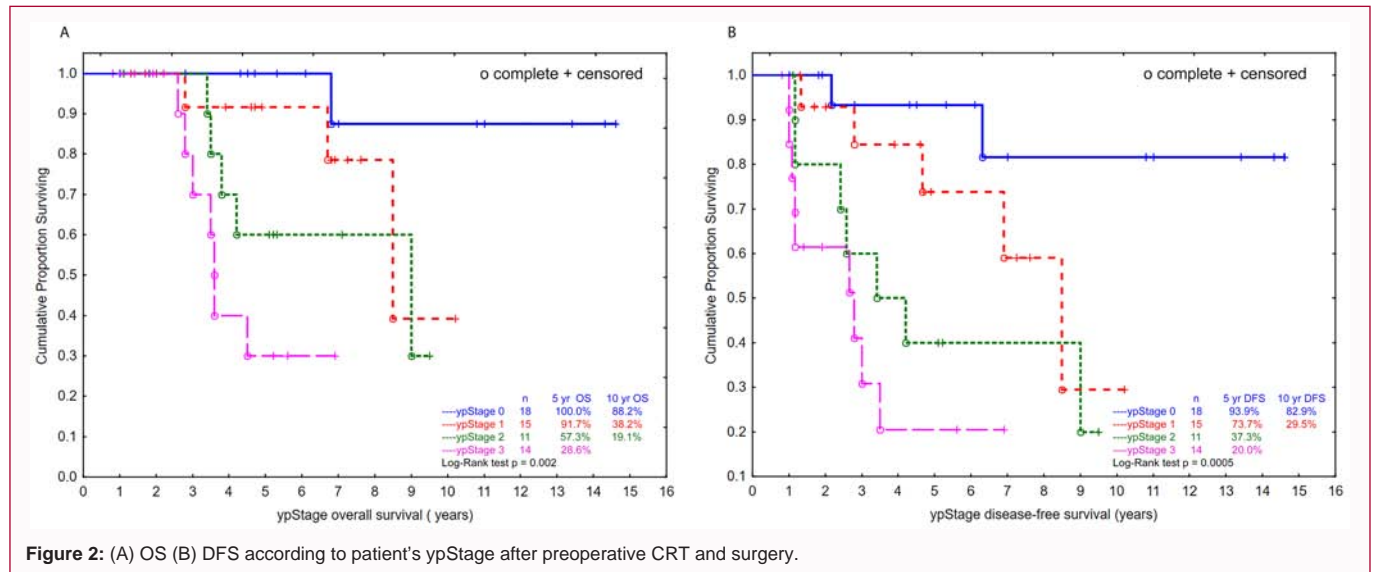 A
o complete + censored
Cumulative Proportion Surviving
1.0
0.9
0.8
0.7
0.6
0.5
0.4
0.3
0.2
0.1
0.0
n 5 yr OS 10 yr OS
----ypStage 0 18 100.0% 88.2%
----ypStage 1 15 91.7% 38.2%
----ypStage 2 11 57.3% 19.1%
----ypStage 3 14 28.6%
Log-Rank test p = 0.002
0 1 2 3 4 5 6 7 8 9 10 11 12 13 14 15 16
ypStage overall survival ( years)
B
o complete + censored
Cumulative Proportion Surviving
1.0
0.9
0.8
0.7
0.6
0.5
0.4
0.3
0.2
0.1
n 5 yr DFS 10 yr DFS
----ypStage 0 18 93.9% 82.9%
----ypStage 1 15 73.7% 29.5%
----ypStage 2 11 37.3%
----ypStage 3 14 20.0%
Log-Rank test p = 0.0005
0 1 2 3 4 5 6 7 8 9 10 11 12 13 14 15 16
ypStage disease-free survival (years)
Figure 2: (A) OS (B) DFS according to patient's ypStage after preoperative CRT and surgery.